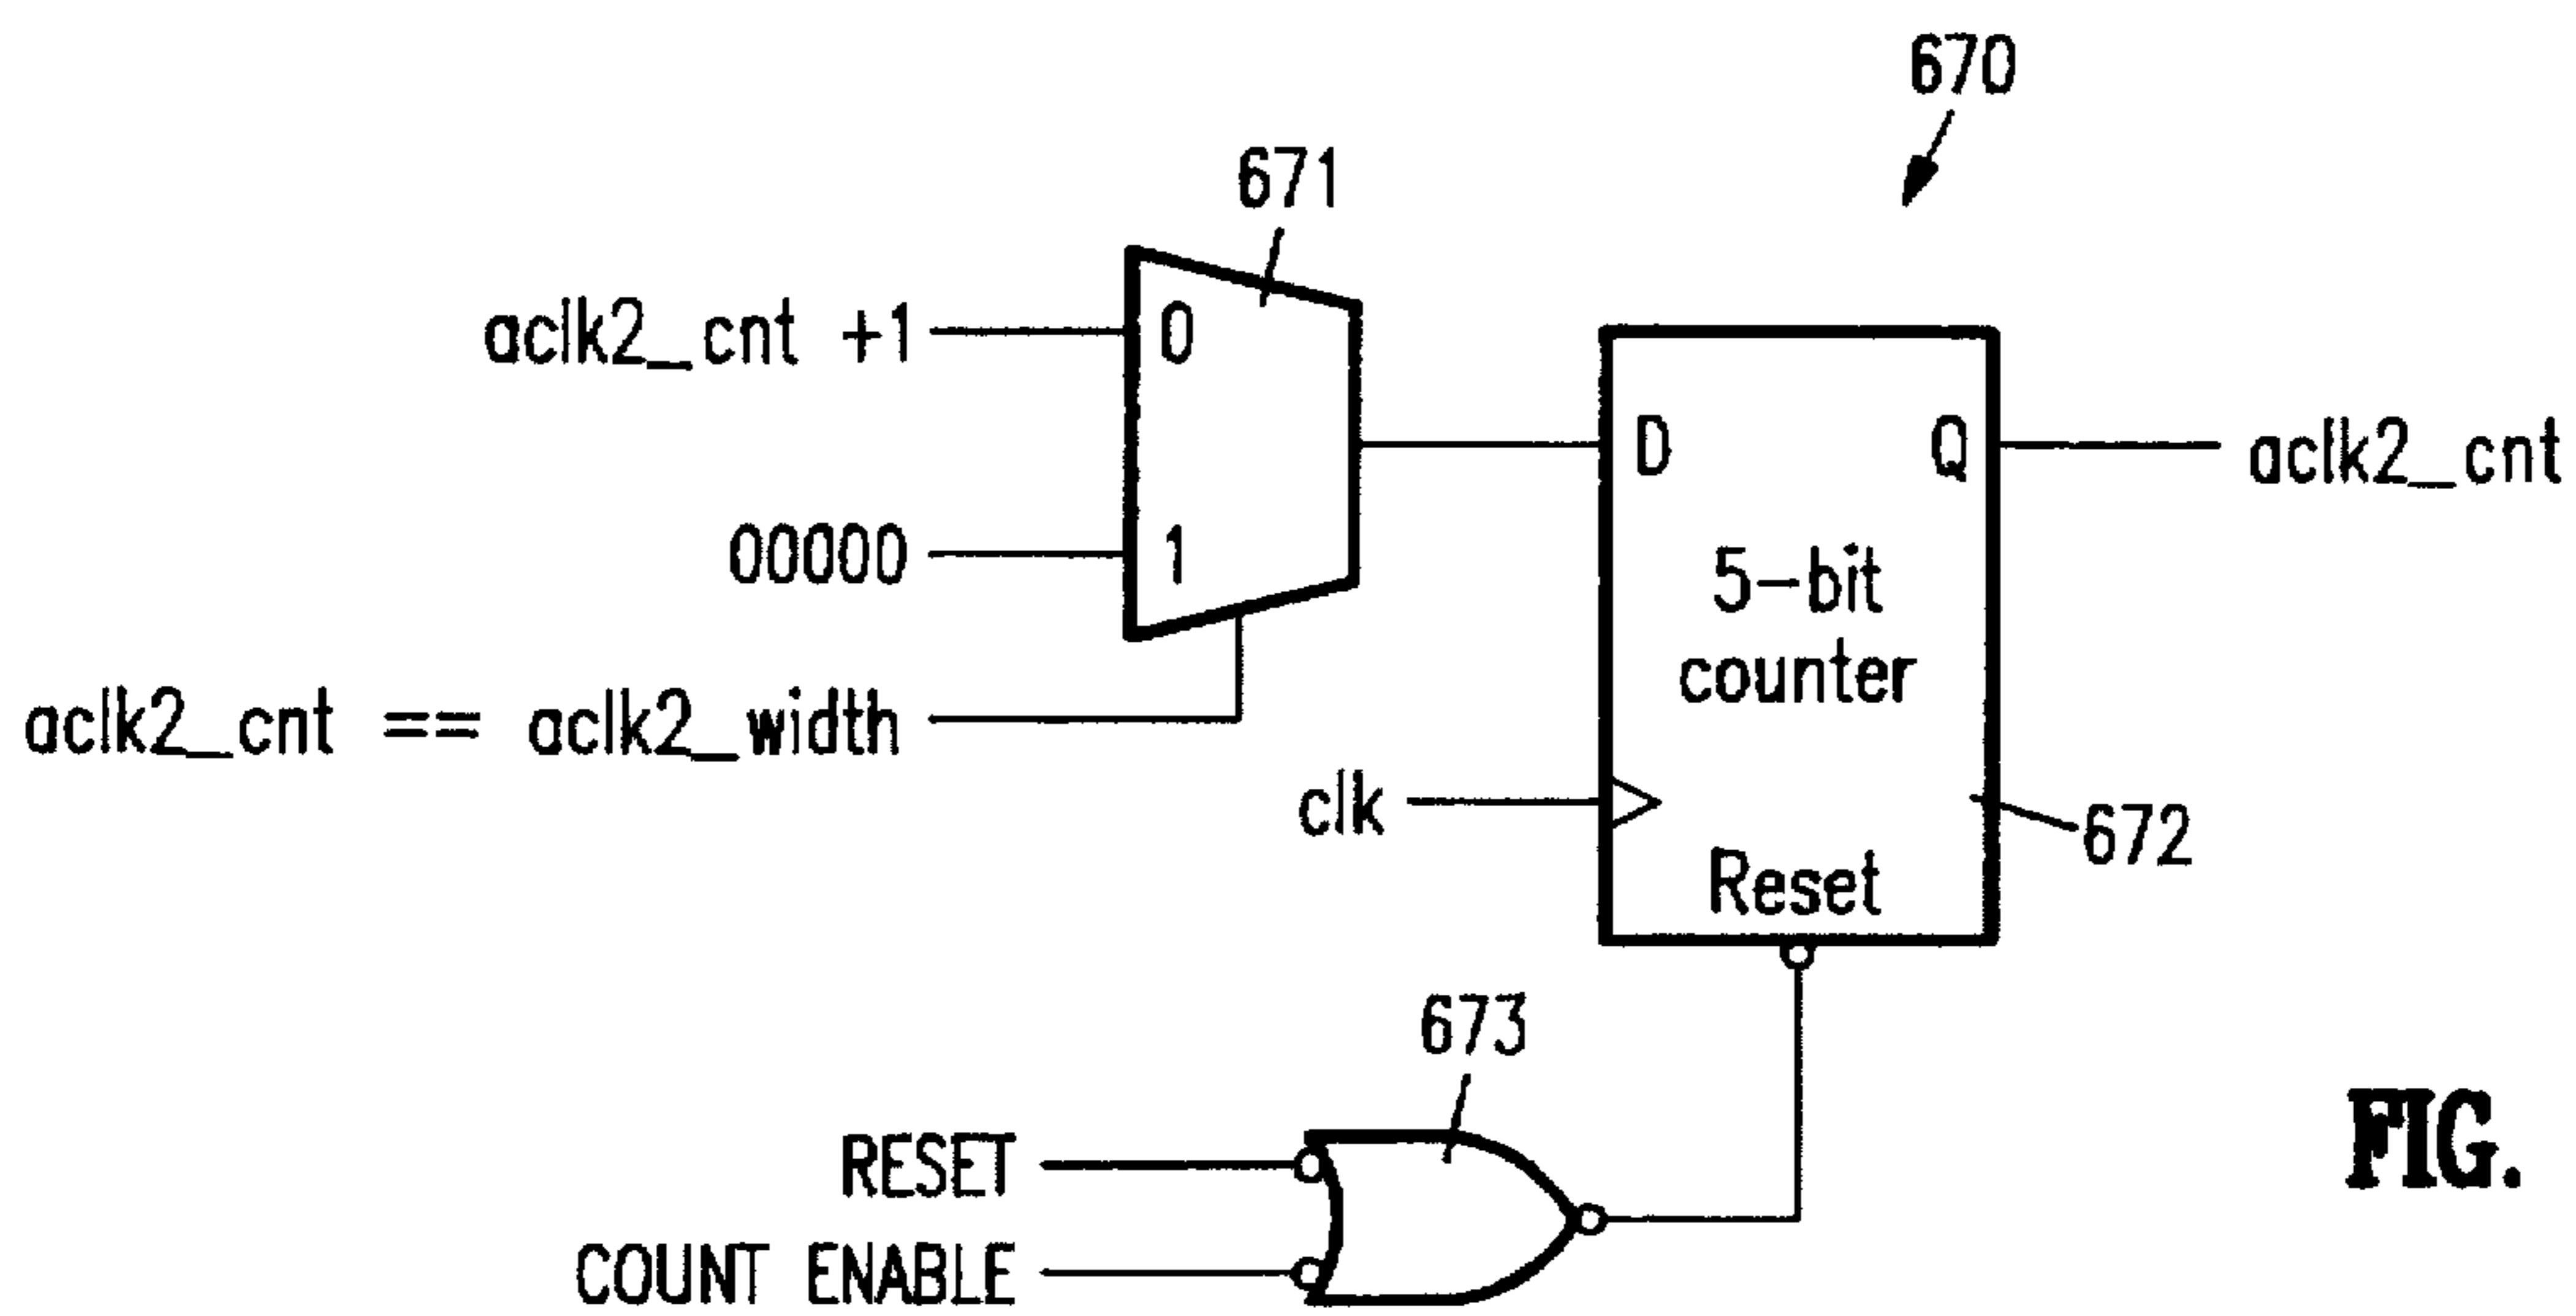 670
671
aclk2_cnt +1
0
00000
1
aclk2_cnt == aclk2_width
D
Q
aclk2_cnt
5-bit
counter
clk
Reset
672
673
RESET
COUNT ENABLE
FIG.